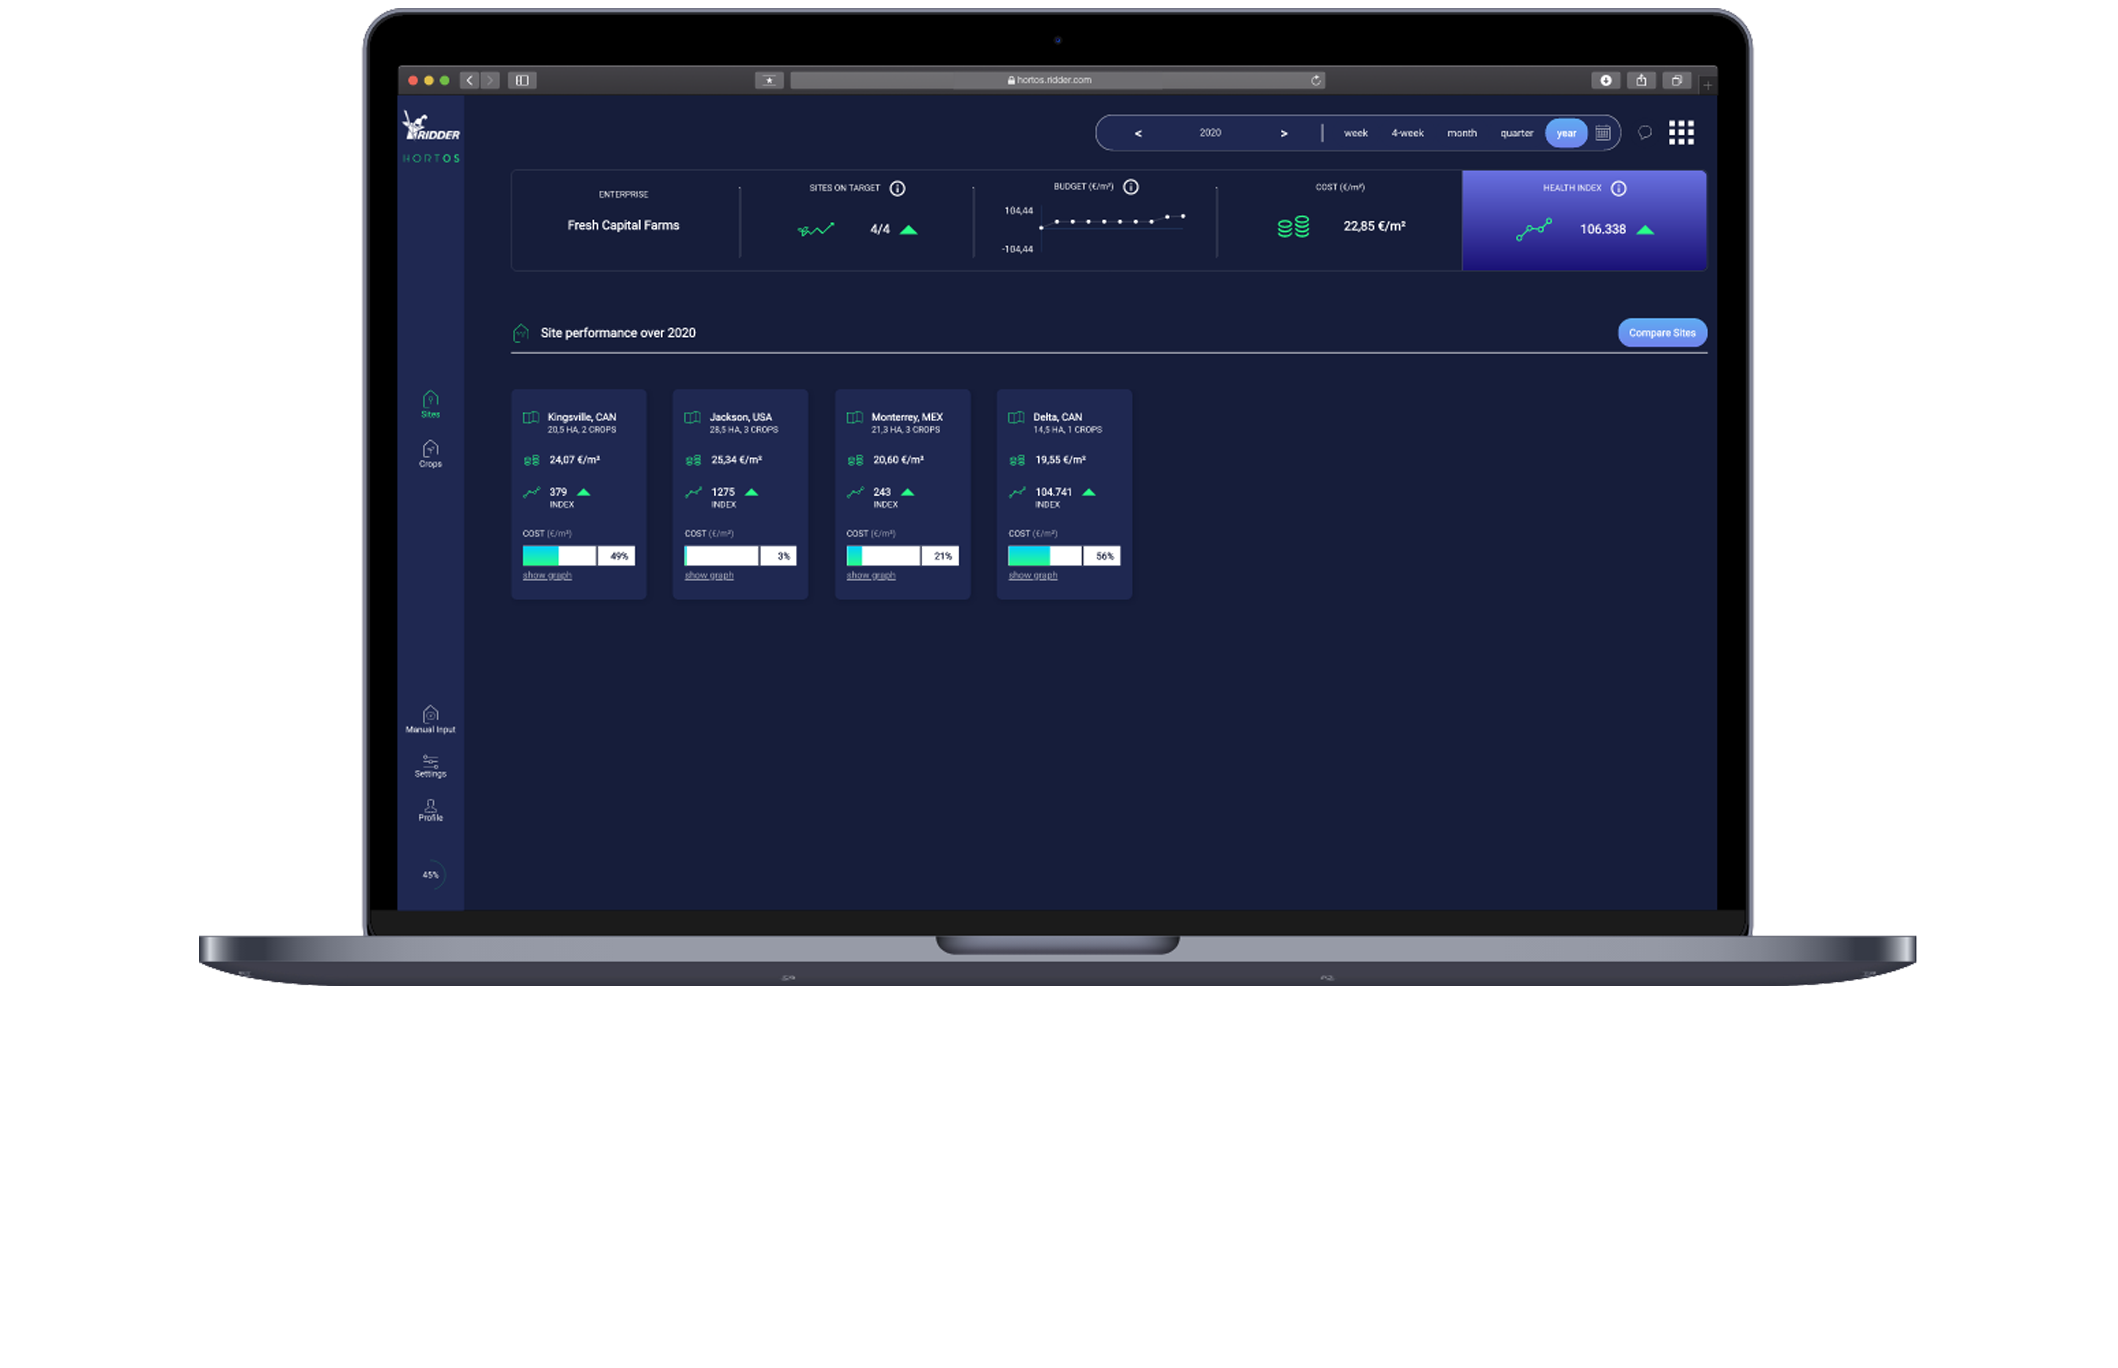 hortos.ridder.com
RIDDER
HORTOS
< 2020 > week 4-week month quarter year
ENTERPRISE
Fresh Capital Farms
SITES ON TARGET
4/4
BUDGET (€/m²)
104,44
-104,44
COST (€/m²)
22,85 €/m²
HEALTH INDEX
106.338
Site performance over 2020
Compare Sites
Kingsville, CAN
20,5 HA, 2 CROPS
24,07 €/m²
379
INDEX
COST (€/m²)
49%
show graph
Jackson, USA
28,5 HA, 3 CROPS
25,34 €/m²
1275
INDEX
COST (€/m²)
3%
show graph
Monterrey, MEX
21,3 HA, 3 CROPS
20,60 €/m²
243
INDEX
COST (€/m²)
21%
show graph
Delta, CAN
14,5 HA, 1 CROPS
19,55 €/m²
104.741
INDEX
COST (€/m²)
56%
show graph
Sites
Crops
Manual Input
Settings
Profile
45%